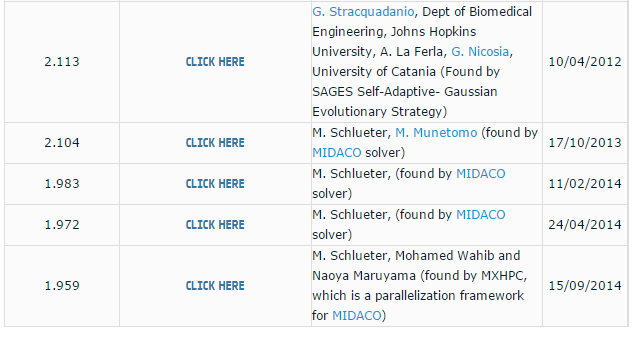 G. Stracquadanio, Dept of Biomedical
Engineering, Johns Hopkins
University, A. La Ferla, G. Nicosia,
2.113 CLICK HERE University of Catania (Found by 10/04/2012
SAGES Self-Adaptive- Gaussian
Evolutionary Strategy)
2.104 CLICK HERE M. Schlueter, M. Munetomo (found by 17/10/2013
MIDACO solver)
1.983 CLICK HERE M. Schlueter, (found by MIDACO 11/02/2014
solver)
1.972 CLICK HERE M. Schlueter, (found by MIDACO 24/04/2014
solver)
M. Schlueter, Mohamed Wahib and
Naoya Maruyama (found by MXHPC,
1.959 CLICK HERE which is a parallelization framework 15/09/2014
for MIDACO)